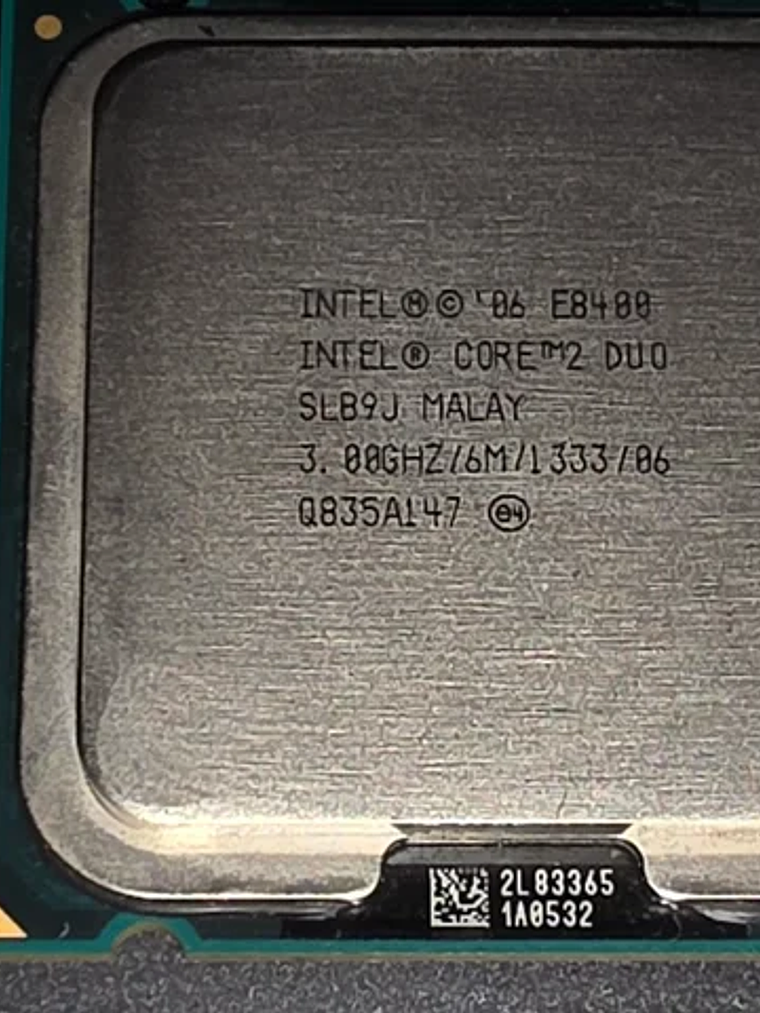 INTEL®© '06 E8400
INTEL® CORE™2 DUO
SLB9J MALAY
3.00GHZ/6M/1333/06
Q835A147 ⓔ4
2L83365
1A0532